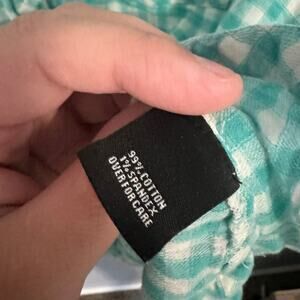 99% COTTON
1% SPANDEX
OVER FOR CARE